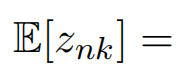 𝔼[z_{nk}] =